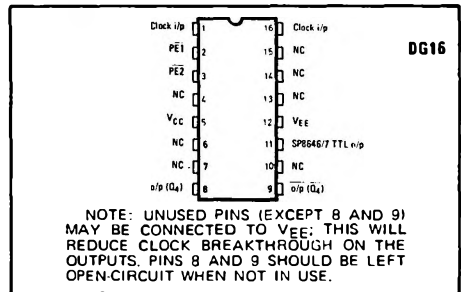 Clock i/p 1 16 Clock i/p
DG16
PE1 2 15 NC
PE2 3 14 NC
NC 4 13 NC
VCC 5 12 VEE
NC 6 11 SP8646/7 TTL o/p
NC 7 10 NC
o/p (Q4) 8 9 o/p (Q4)
NOTE: UNUSED PINS (EXCEPT 8 AND 9)
MAY BE CONNECTED TO VEE; THIS WILL
REDUCE CLOCK BREAKTHROUGH ON THE
OUTPUTS. PINS 8 AND 9 SHOULD BE LEFT
OPEN-CIRCUIT WHEN NOT IN USE.